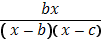 bx
( x – b)( x – c)